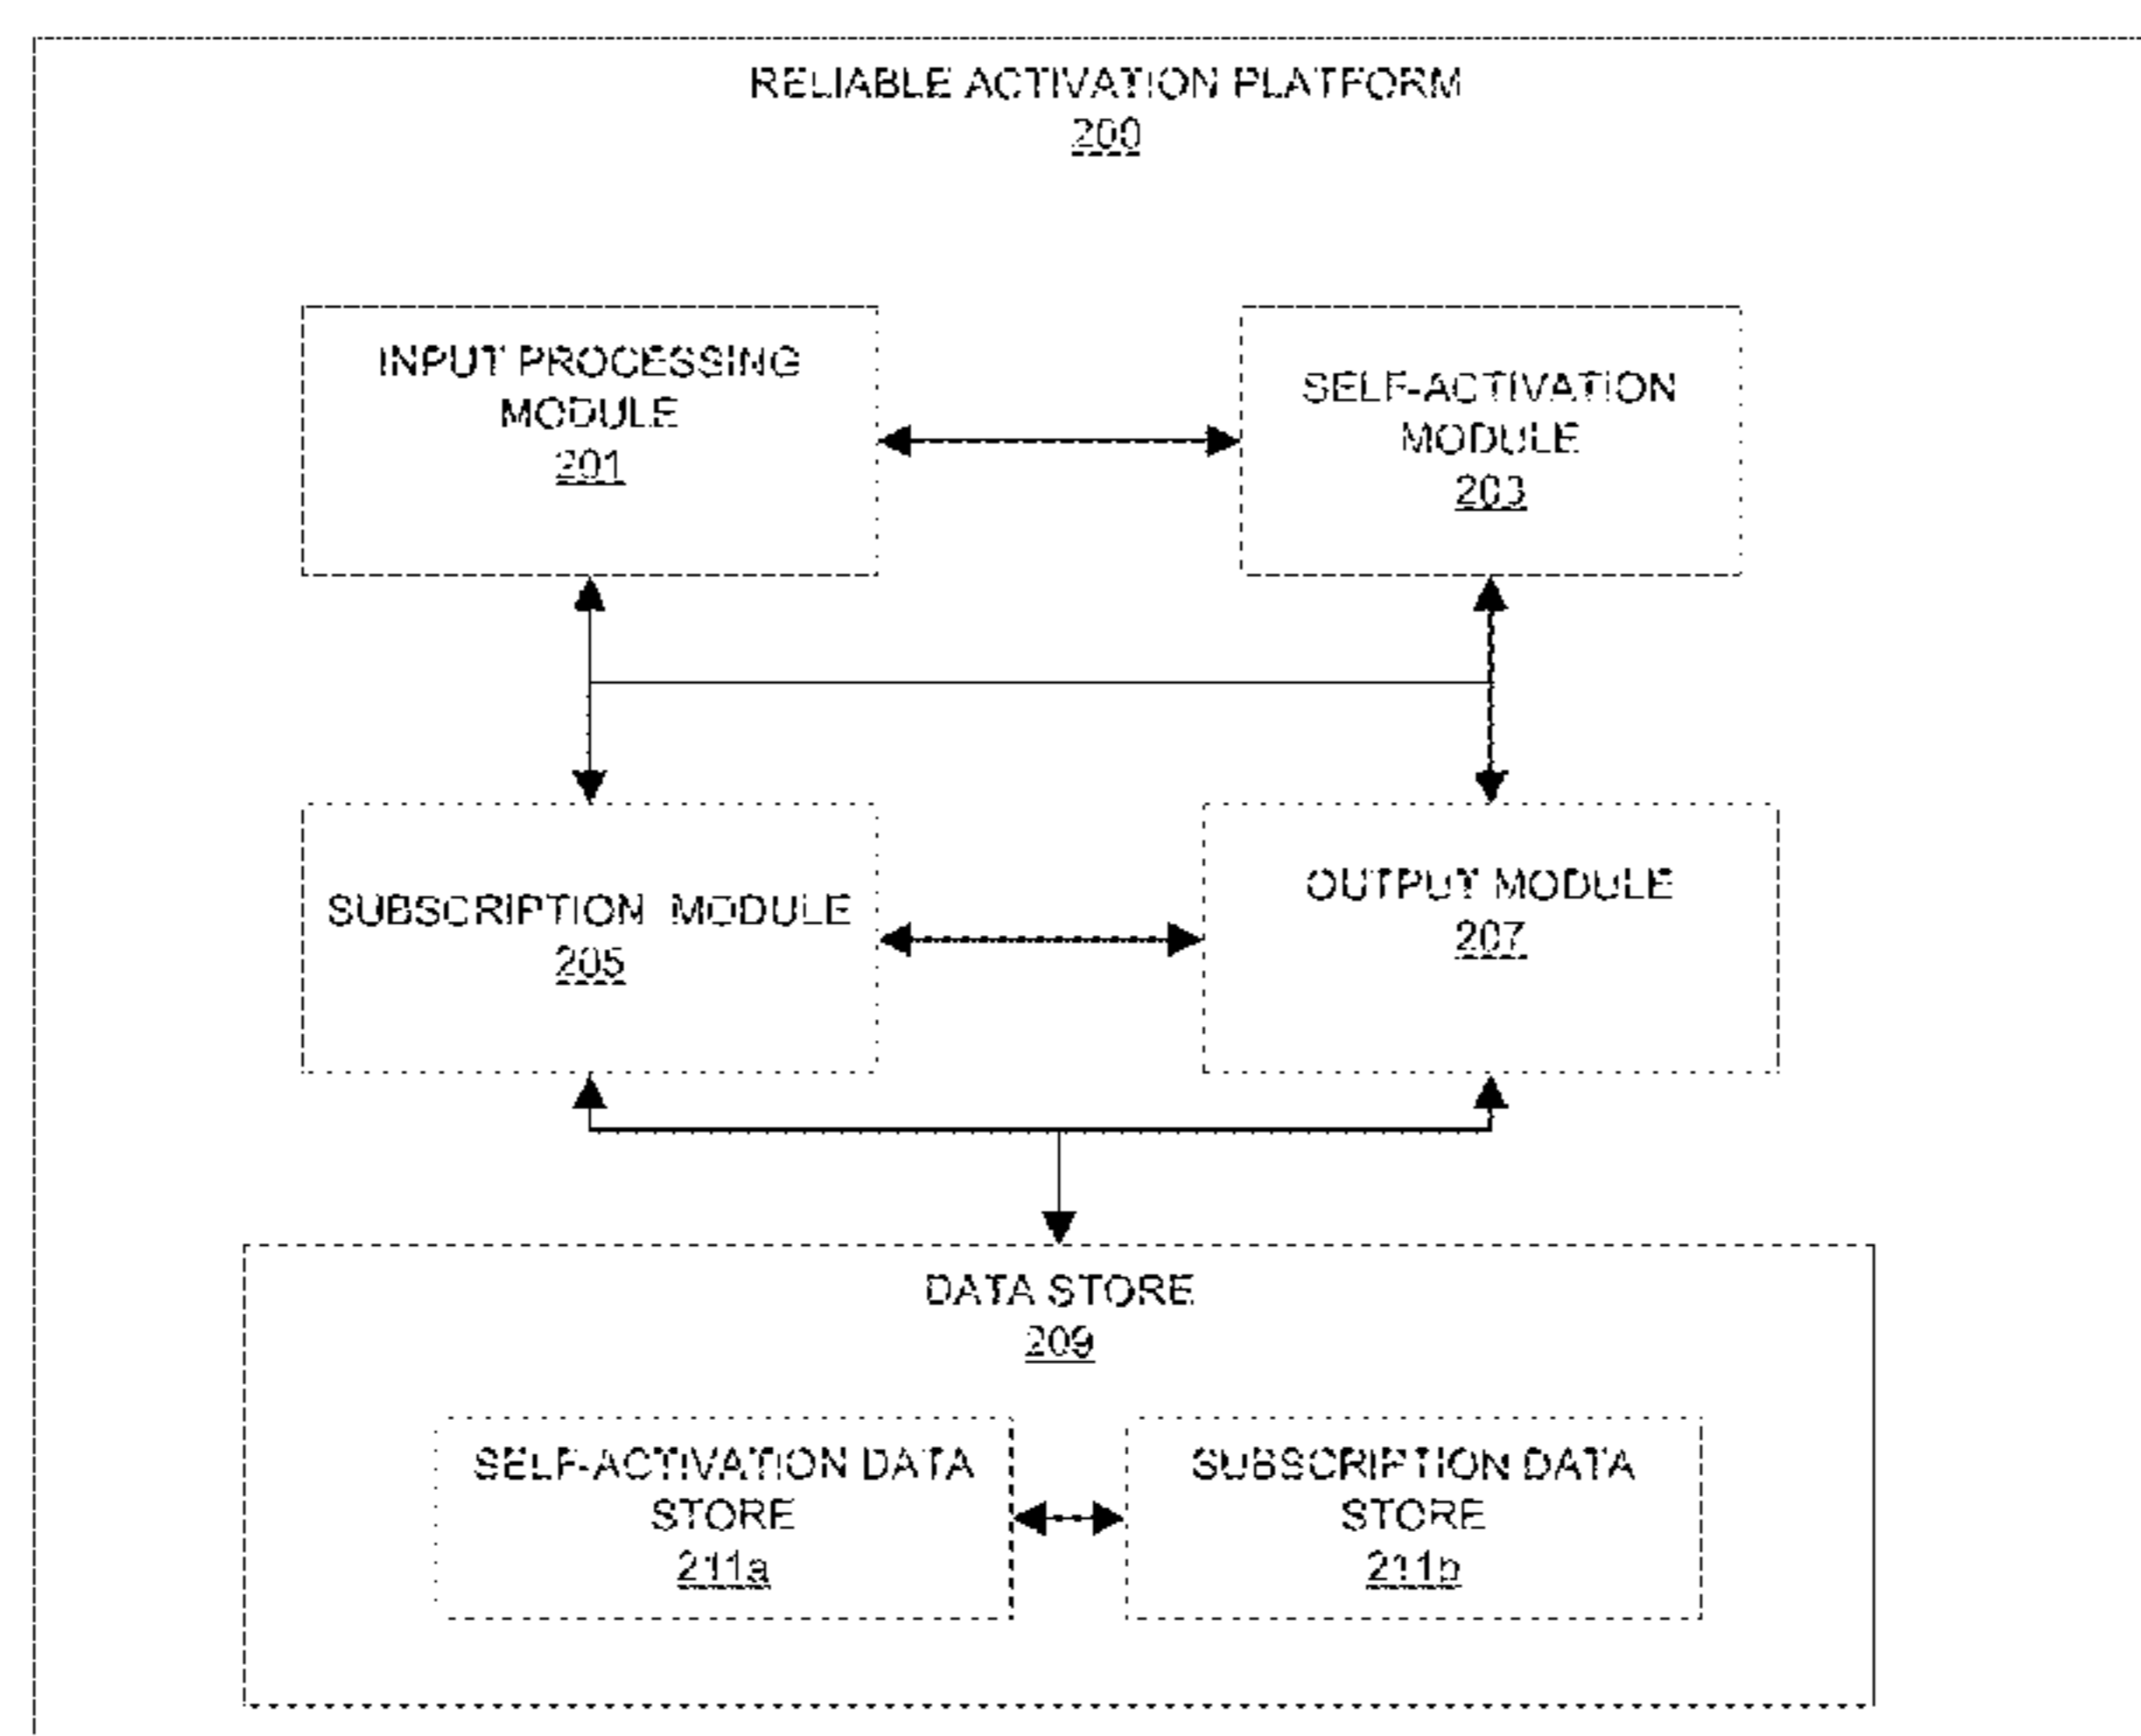 RELIABLE ACTIVATION PLATFORM
200
INPUT PROCESSING
MODULE
201
SELF-ACTIVATION
MODULE
203
SUBSCRIPTION MODULE
205
OUTPUT MODULE
207
DATA STORE
209
SELF-ACTIVATION DATA
STORE
211a
SUBSCRIPTION DATA
STORE
211b